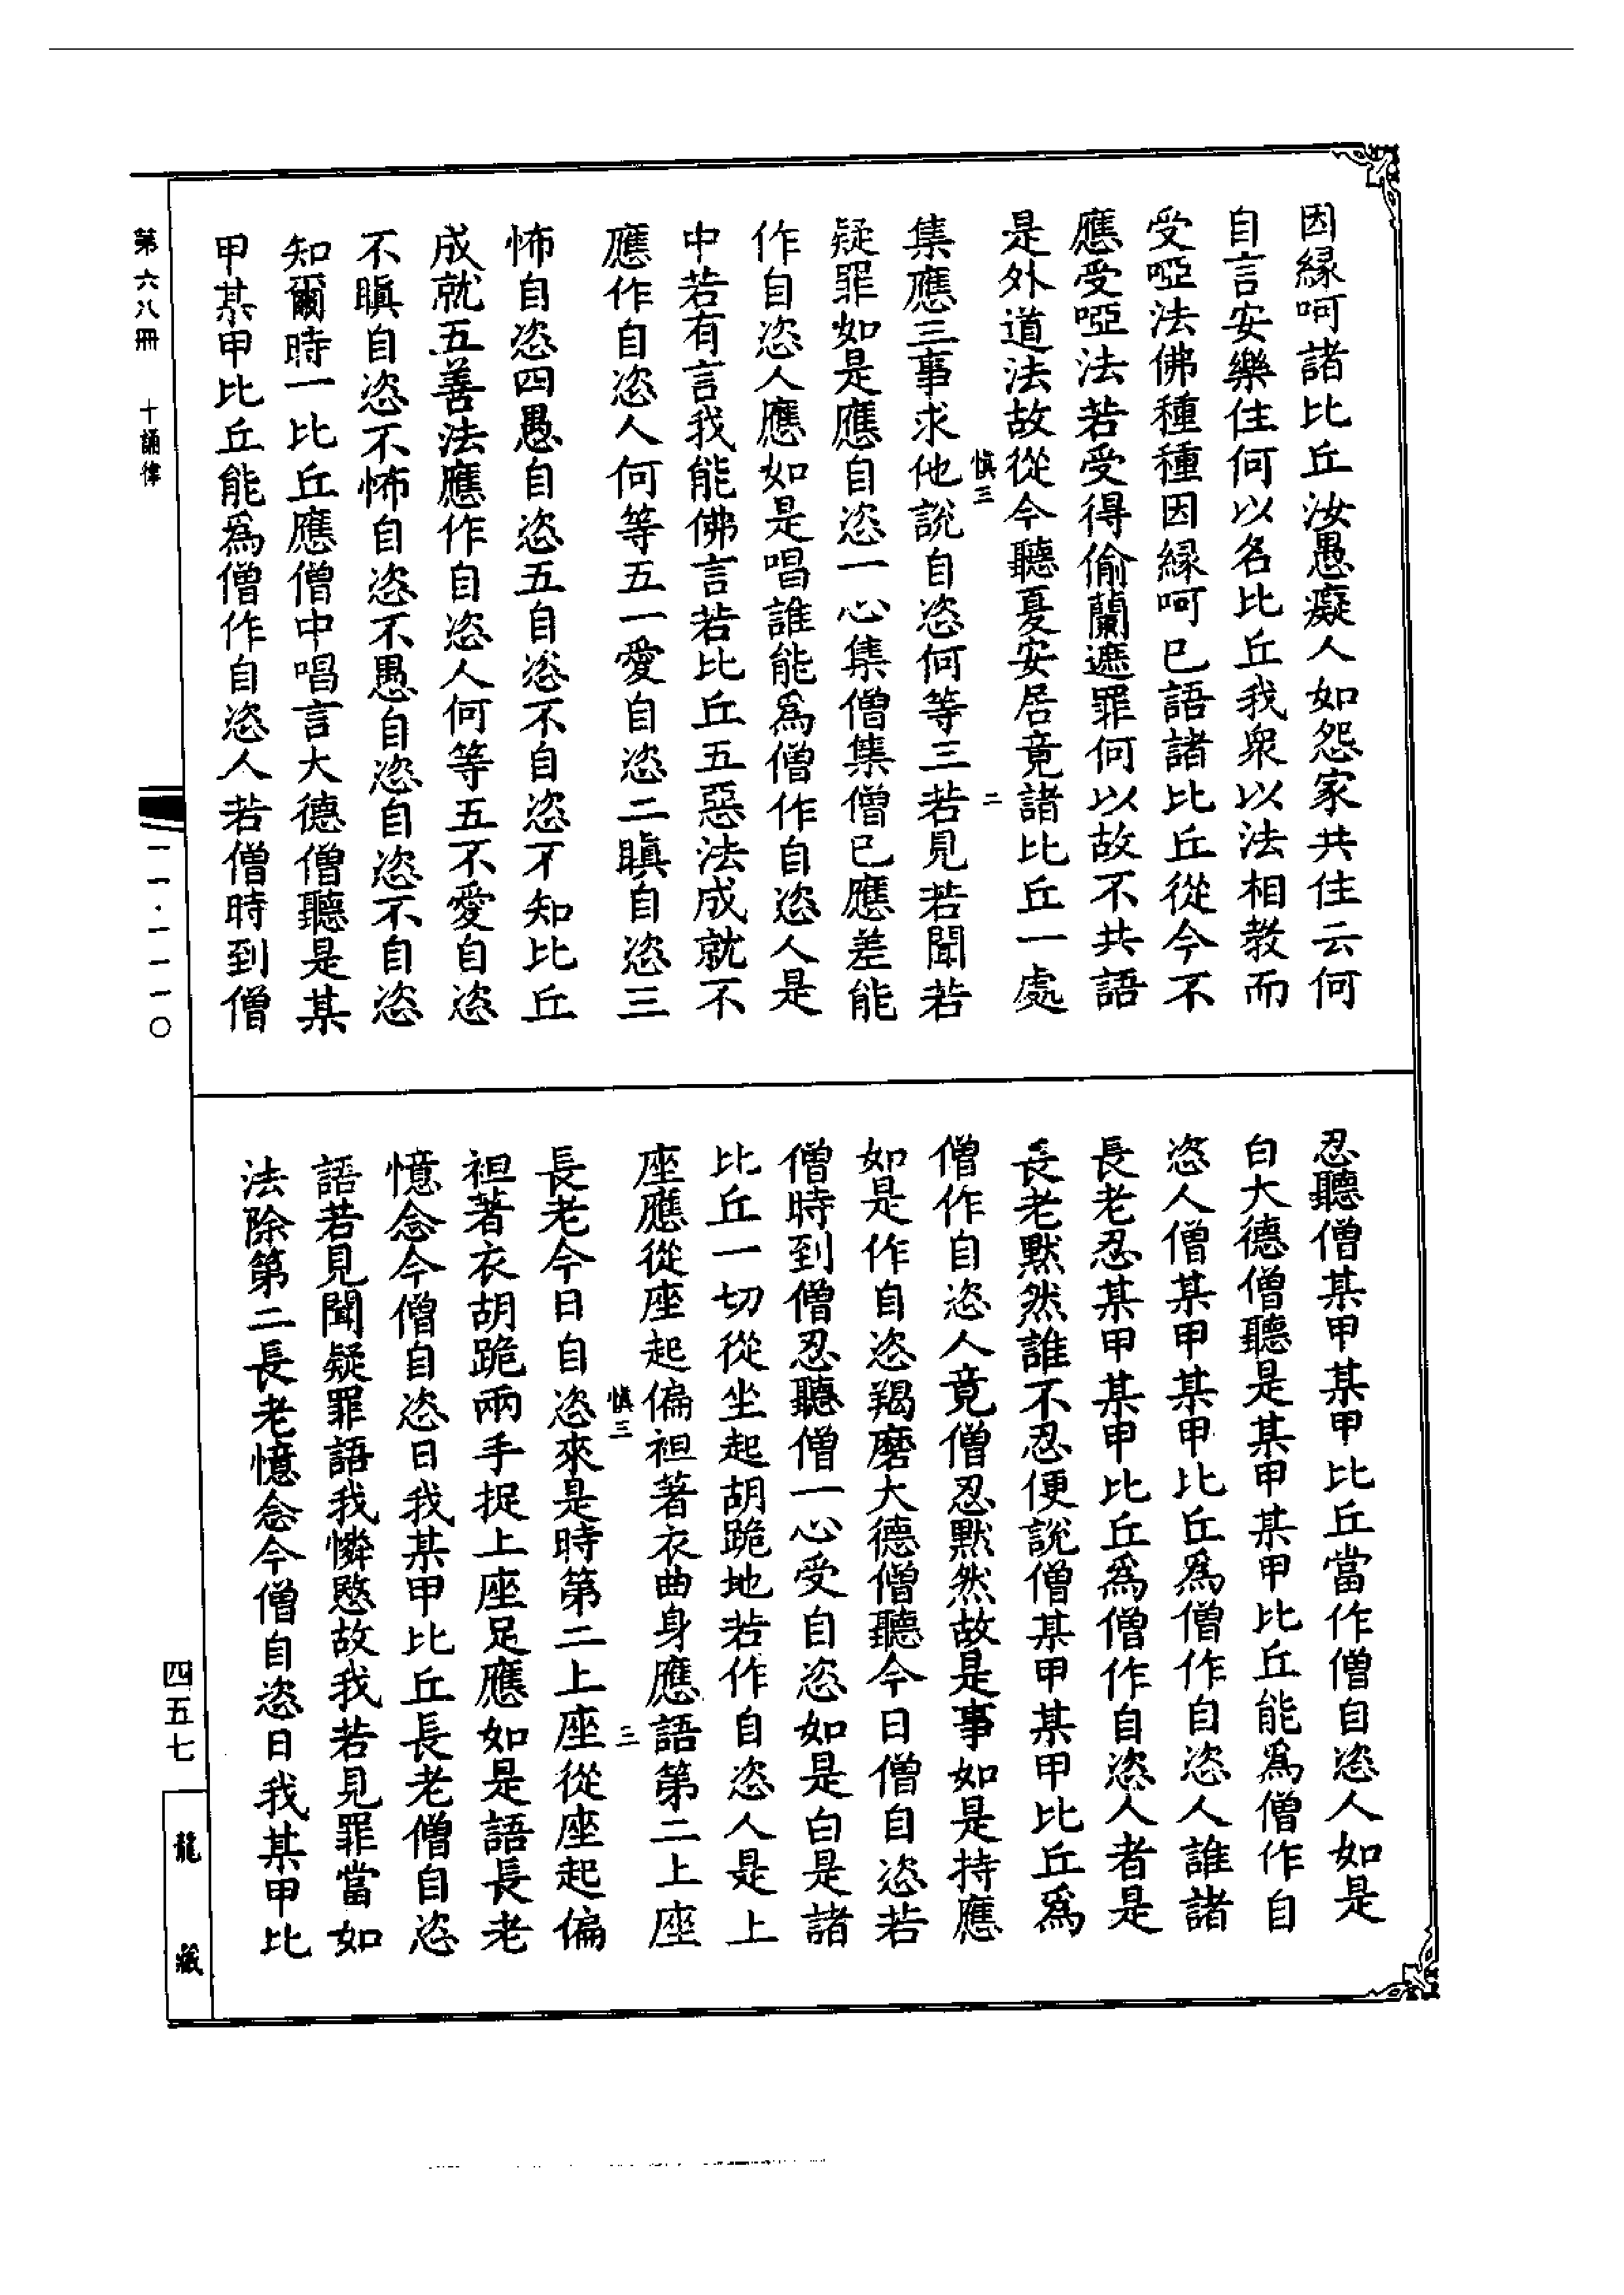 因緣呵諸比丘汝愚癡人如怨家共住云何
自言安樂住何以名比丘我衆以法相教而
受啞法佛種種因緣呵已語諸比丘從今不
應受啞法若受得偷蘭遮罪何以故不共語
是外道法故從今聽夏安居竟諸比丘一處
慎三
二
集應三事求他說自恣何等三若見若聞若
疑罪如是應自恣一心集僧集僧已應差能
作自恣人應如是唱誰能爲僧作自恣人是
中若有言我能佛言若比丘五惡法成就不
應作自恣人何等五一愛自恣二瞋自恣三
怖自恣四愚自恣五自恣不自恣不知比丘
成就五善法應作自恣人何等五不愛自恣
不瞋自恣不怖自恣不愚自恣自恣不自恣
知爾時一比丘應僧中唱言大德僧聽是某
甲某甲比丘能爲僧作自恣人若僧時到僧
忍聽僧某甲某甲比丘當作僧自恣人如是
白大德僧聽是某甲某甲比丘能爲僧作自
恣人僧某甲某甲比丘爲僧作自恣人誰諸
長老忍某甲某甲比丘爲僧作自恣人者是
長老默然誰不忍便說僧某甲某甲比丘爲
僧作自恣人竟僧忍默然故是事如是持應
如是作自恣羯磨大德僧聽今日僧自恣若
僧時到僧忍聽僧一心受自恣如是白是諸
比丘一切從坐起胡跪地若作自恣人是上
座應從座起偏袒著衣曲身應語第二上座
慎三
三
長老今日自恣來是時第二上座從座起偏
袒著衣胡跪兩手捉上座足應如是語長老
憶念今僧自恣日我某甲比丘長老僧自恣
語若見聞疑罪語我憐愍故我若見罪當如
法除第二長老憶念今僧自恣日我某甲比
第六八冊 十誦律
一一·一一一〇
四五七
龍藏